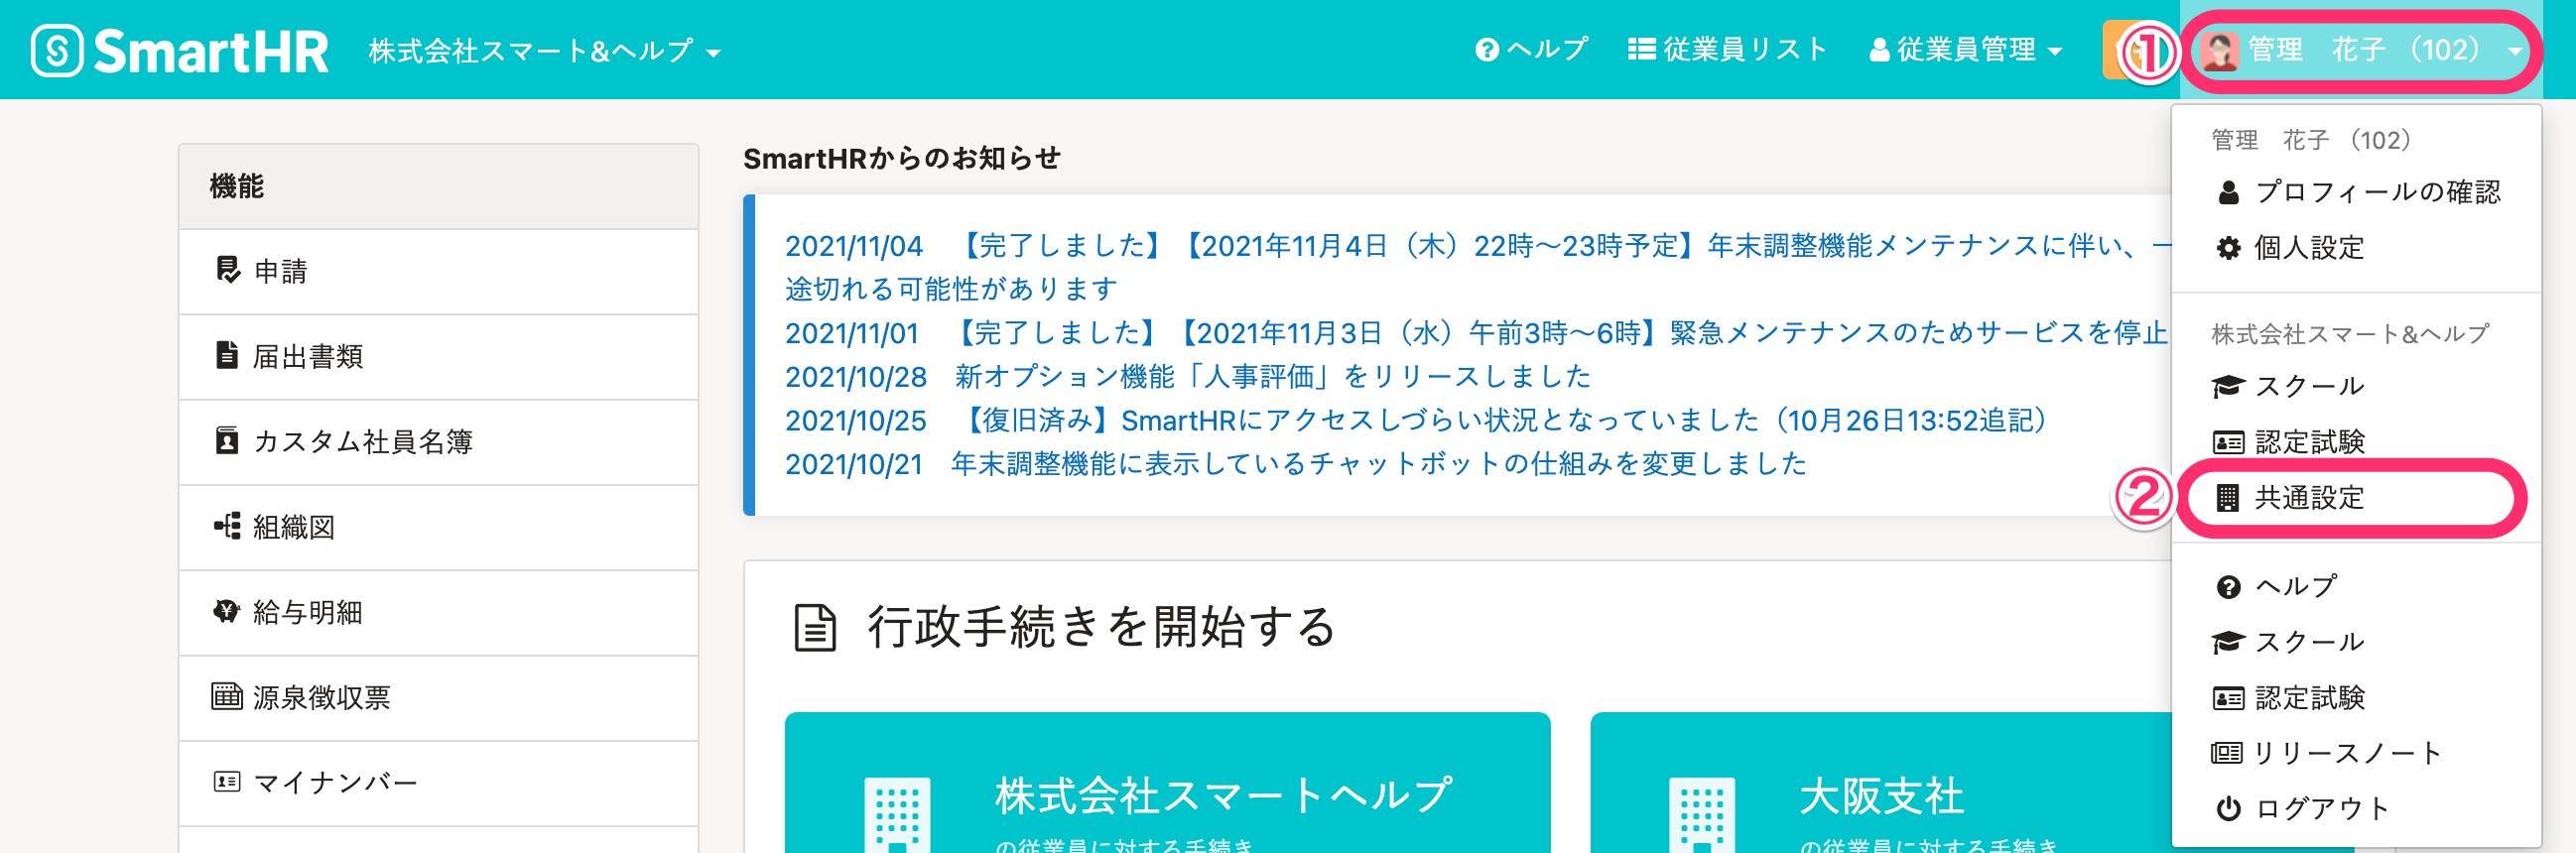 SmartHR 株式会社スマート&ヘルプ ヘルプ 従業員リスト 従業員管理 ① 管理　花子 （102）
機能
申請
届出書類
カスタム社員名簿
組織図
給与明細
源泉徴収票
マイナンバー
SmartHRからのお知らせ
2021/11/04 【完了しました】【2021年11月4日（木）22時〜23時予定】年末調整機能メンテナンスに伴い、一
途切れる可能性があります
2021/11/01 【完了しました】【2021年11月3日（水）午前3時〜6時】緊急メンテナンスのためサービスを停止
2021/10/28 新オプション機能「人事評価」をリリースしました
2021/10/25 【復旧済み】SmartHRにアクセスしづらい状況となっていました（10月26日13:52追記）
2021/10/21 年末調整機能に表示しているチャットボットの仕組みを変更しました
行政手続きを開始する
株式会社スマートヘルプ
の従業員に対する手続き
大阪支社
の従業員に対する手続き
管理　花子 （102）
プロフィールの確認
個人設定
株式会社スマート&ヘルプ
スクール
認定試験
② 共通設定
ヘルプ
スクール
認定試験
リリースノート
ログアウト